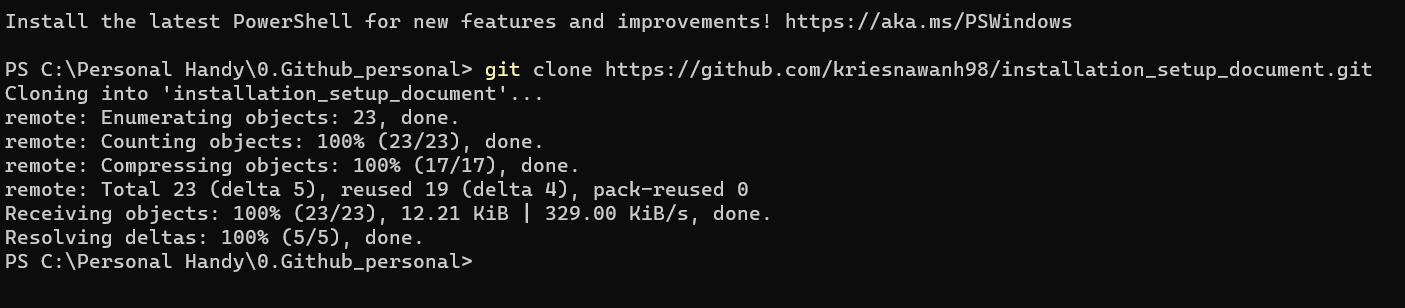 Install the latest PowerShell for new features and improvements! https://aka.ms/PSWindows
PS C:\Personal Handy\0.Github_personal> git clone https://github.com/kriesnawanh98/installation_setup_document.git
Cloning into 'installation_setup_document'...
remote: Enumerating objects: 23, done.
remote: Counting objects: 100% (23/23), done.
remote: Compressing objects: 100% (17/17), done.
remote: Total 23 (delta 5), reused 19 (delta 4), pack-reused 0
Receiving objects: 100% (23/23), 12.21 KiB | 329.00 KiB/s, done.
Resolving deltas: 100% (5/5), done.
PS C:\Personal Handy\0.Github_personal>